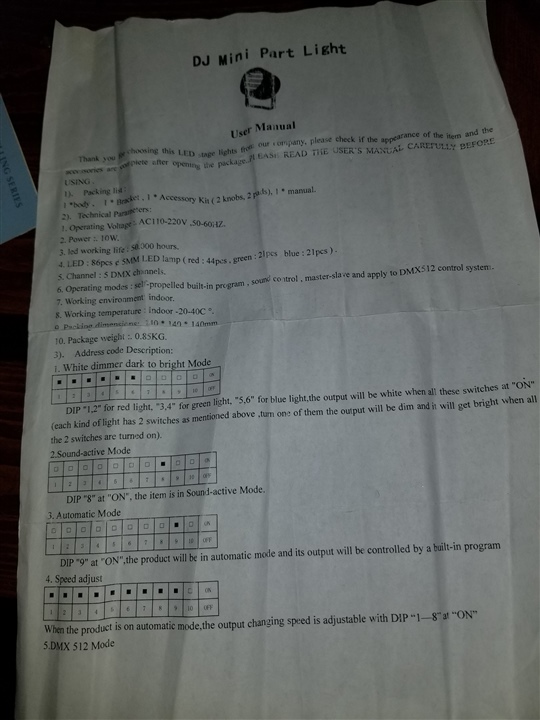 DJ Mini Part Light
User Manual
Thank you for choosing this LED stage lights from our company, please check if the appearance of the item and the
accessories are complete after opening the package. PLEASE READ THE USER'S MANUAL CAREFULLY BEFORE
USING.
1). Packing list:
1 *body , 1 * Bracket , 1 * Accessory Kit ( 2 knobs, 2 pads), 1 * manual.
2). Technical Parameters:
1. Operating Voltage:. AC110-220V ,50-60HZ.
2. Power :. 10W.
3. led working life : 50,000 hours.
4. LED : 86pcs ¢ 5MM LED lamp ( red : 44pcs , green : 21pcs blue : 21pcs ) .
5. Channel : 5 DMX channels.
6. Operating modes : self-propelled built-in program , sound control , master-slave and apply to DMX512 control system.
7. Working environment: indoor.
8. Working temperature : indoor -20-40C °.
9. Packing dimensions: 140 * 140 * 140mm
10. Package weight :. 0.85KG.
3). Address code Description:
1. White dimmer dark to bright Mode
■ ■ ■ ■ ■ ■ □ □ □ □ ON
1 2 3 4 5 6 7 8 9 10 OFF
DIP "1,2" for red light, "3,4" for green light, "5,6" for blue light,the output will be white when all these switches at "ON"
(each kind of light has 2 switches as mentioned above ,turn one of them the output will be dim and it will get bright when all
the 2 switches are turned on).
2.Sound-active Mode
□ □ □ □ □ □ □ ■ □ □ ON
1 2 3 4 5 6 7 8 9 10 OFF
DIP "8" at "ON", the item is in Sound-active Mode.
3. Automatic Mode
□ □ □ □ □ □ □ □ ■ □ ON
1 2 3 4 5 6 7 8 9 10 OFF
DIP "9" at "ON",the product will be in automatic mode and its output will be controlled by a built-in program
4. Speed adjust
■ ■ ■ ■ ■ ■ ■ ■ ■ □ ON
1 2 3 4 5 6 7 8 9 10 OFF
When the product is on automatic mode,the output changing speed is adjustable with DIP “1—8” at “ON”
5.DMX 512 Mode
LING SERIES